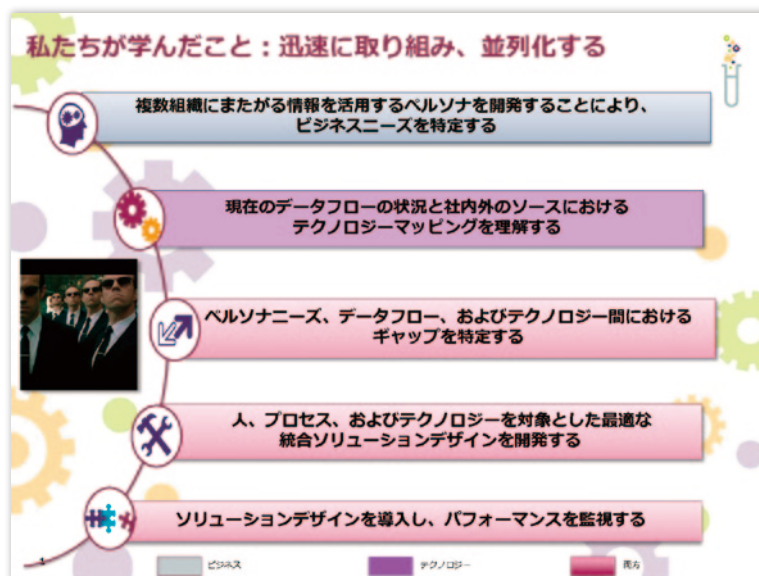 私たちが学んだこと：迅速に取り組み、並列化する
複数組織にまたがる情報を活用するペルソナを開発することにより、
ビジネスニーズを特定する
現在のデータフローの状況と社内外のソースにおける
テクノロジーマッピングを理解する
ペルソナニーズ、データフロー、およびテクノロジー間における
ギャップを特定する
人、プロセス、およびテクノロジーを対象とした最適な
統合ソリューションデザインを開発する
ソリューションデザインを導入し、パフォーマンスを監視する
1
ビジネス
テクノロジー
両方